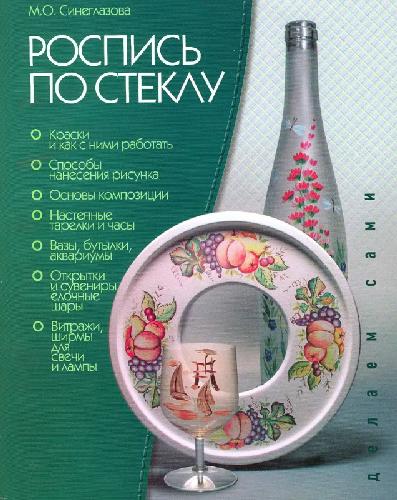 М.О. Синеглазова
РОСПИСЬ
ПО СТЕКЛУ
Краски
и как с ними работать
Способы
нанесения рисунка
Основы композиции
Настенные
тарелки и часы
Вазы, бутылки,
аквариумы
Открытки
и сувениры,
елочные
шары
Витражи,
ширмы
для
свечи
и лампы
делаем сами